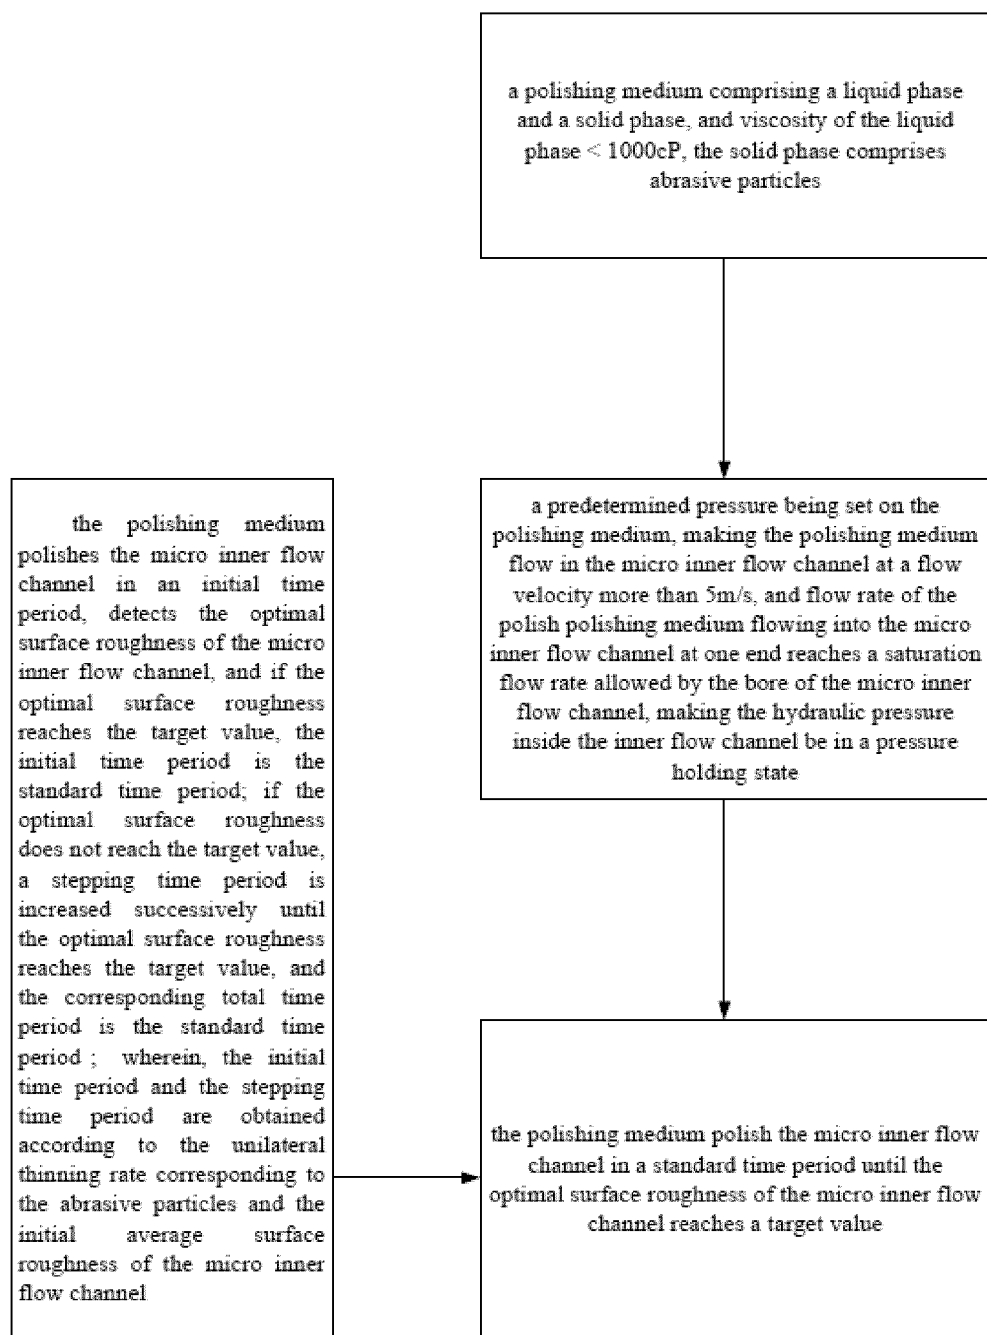 a polishing medium comprising a liquid phase
and a solid phase, and viscosity of the liquid
phase < 1000cP, the solid phase comprises
abrasive particles
a predetermined pressure being set on the
polishing medium, making the polishing medium
flow in the micro inner flow channel at a flow
velocity more than 5m/s, and flow rate of the
polish polishing medium flowing into the micro
inner flow channel at one end reaches a saturation
flow rate allowed by the bore of the micro inner
flow channel, making the hydraulic pressure
inside the inner flow channel be in a pressure
holding state
the polishing medium
polishes the micro inner flow
channel in an initial time
period, detects the optimal
surface roughness of the micro
inner flow channel, and if the
optimal surface roughness
reaches the target value, the
initial time period is the
standard time period; if the
optimal surface roughness
does not reach the target value,
a stepping time period is
increased successively until
the optimal surface roughness
reaches the target value, and
the corresponding total time
period is the standard time
period ; wherein, the initial
time period and the stepping
time period are obtained
according to the unilateral
thinning rate corresponding to
the abrasive particles and the
initial average surface
roughness of the micro inner
flow channel
the polishing medium polish the micro inner flow
channel in a standard time period until the
optimal surface roughness of the micro inner flow
channel reaches a target value